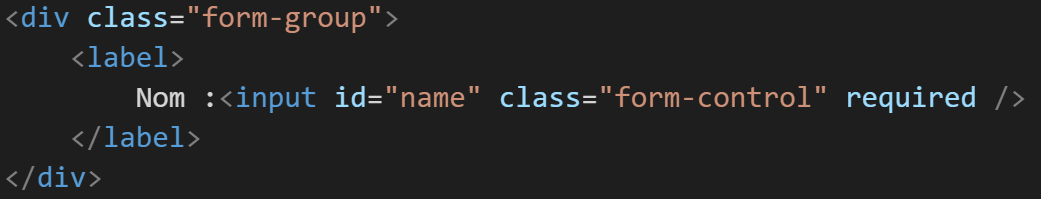 <div class="form-group">
<label>
Nom :<input id="name" class="form-control" required />
</label>
</div>